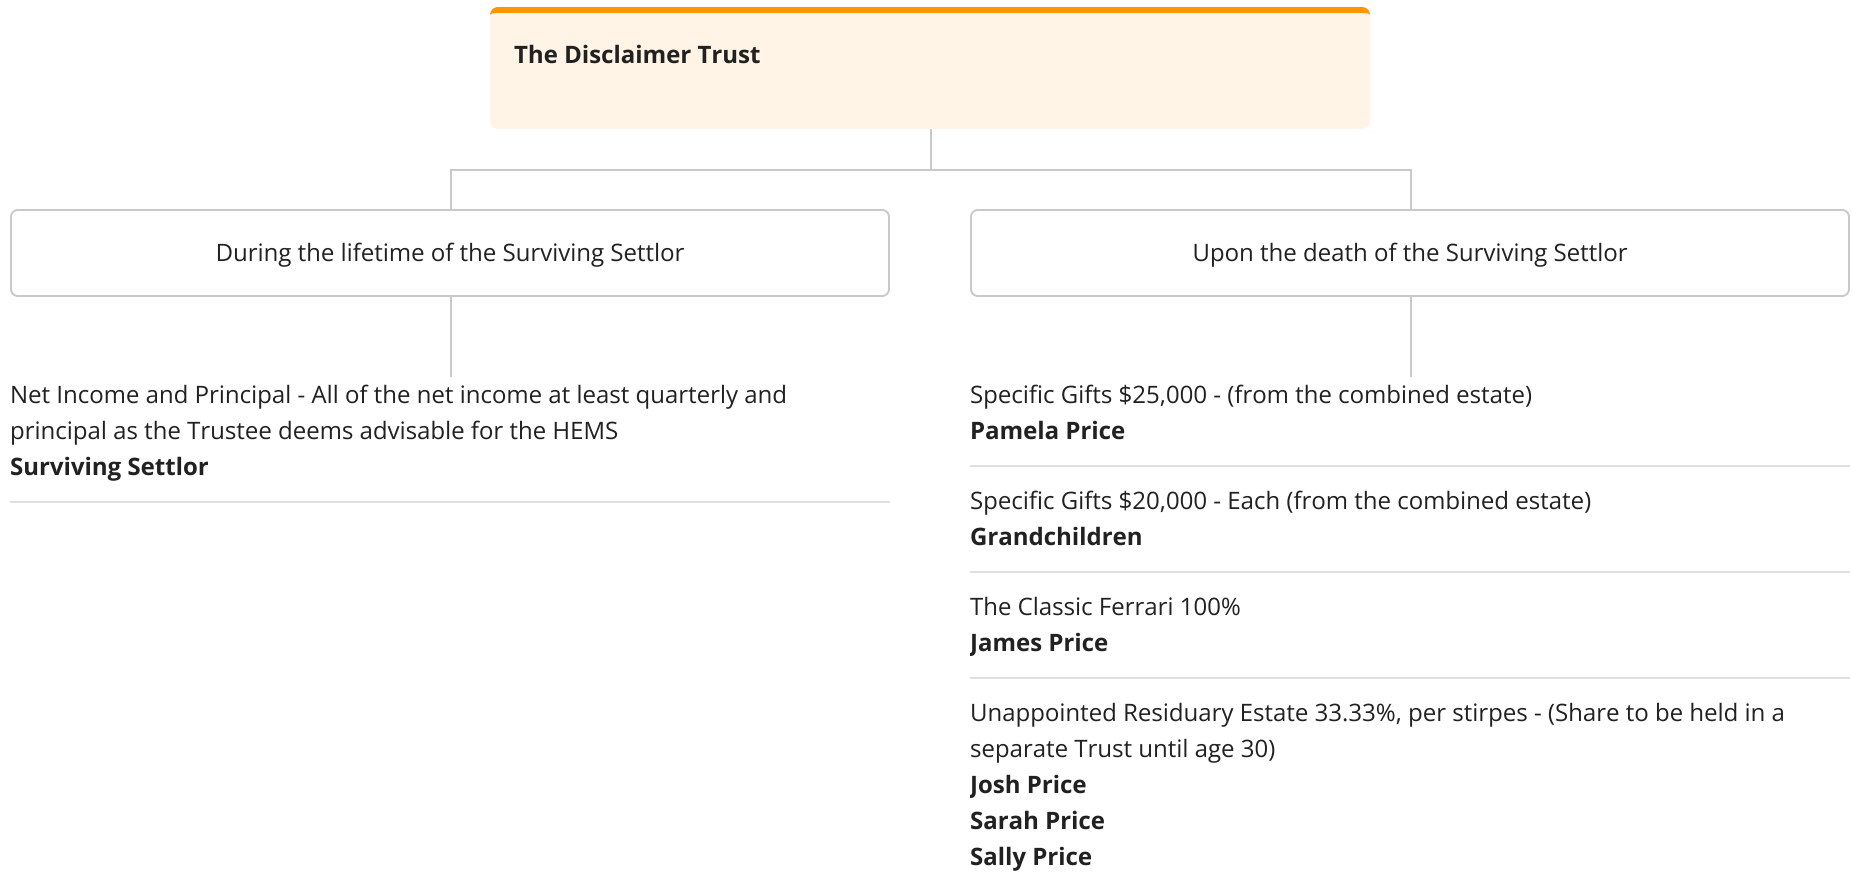 The Disclaimer Trust
During the lifetime of the Surviving Settlor
Net Income and Principal - All of the net income at least quarterly and
principal as the Trustee deems advisable for the HEMS
Surviving Settlor
Upon the death of the Surviving Settlor
Specific Gifts $25,000 - (from the combined estate)
Pamela Price
Specific Gifts $20,000 - Each (from the combined estate)
Grandchildren
The Classic Ferrari 100%
James Price
Unappointed Residuary Estate 33.33%, per stirpes - (Share to be held in a
separate Trust until age 30)
Josh Price
Sarah Price
Sally Price